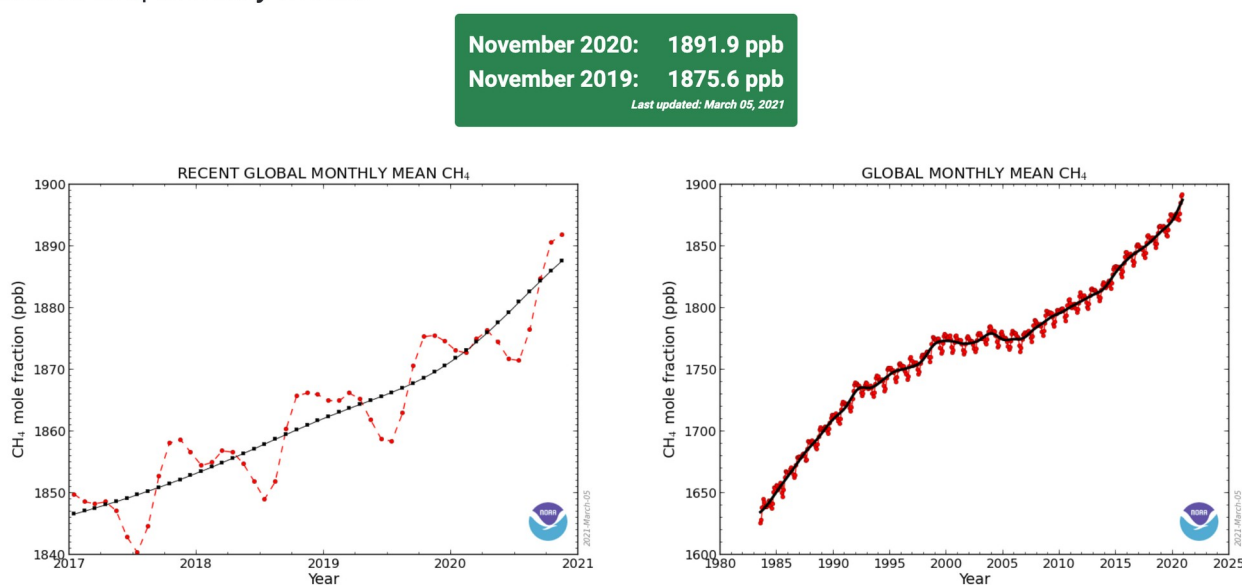 November 2020: 1891.9 ppb
November 2019: 1875.6 ppb
Last updated: March 05, 2021
RECENT GLOBAL MONTHLY MEAN CH₄
CH₄ mole fraction (ppb)
1900
1890
1880
1870
1860
1850
1840
2017
2018
2019
2020
2021
Year
NOAA
2021-March-05
GLOBAL MONTHLY MEAN CH₄
CH₄ mole fraction (ppb)
1900
1850
1800
1750
1700
1650
1600
1980
1985
1990
1995
2000
2005
2010
2015
2020
2025
Year
NOAA
2021-March-05